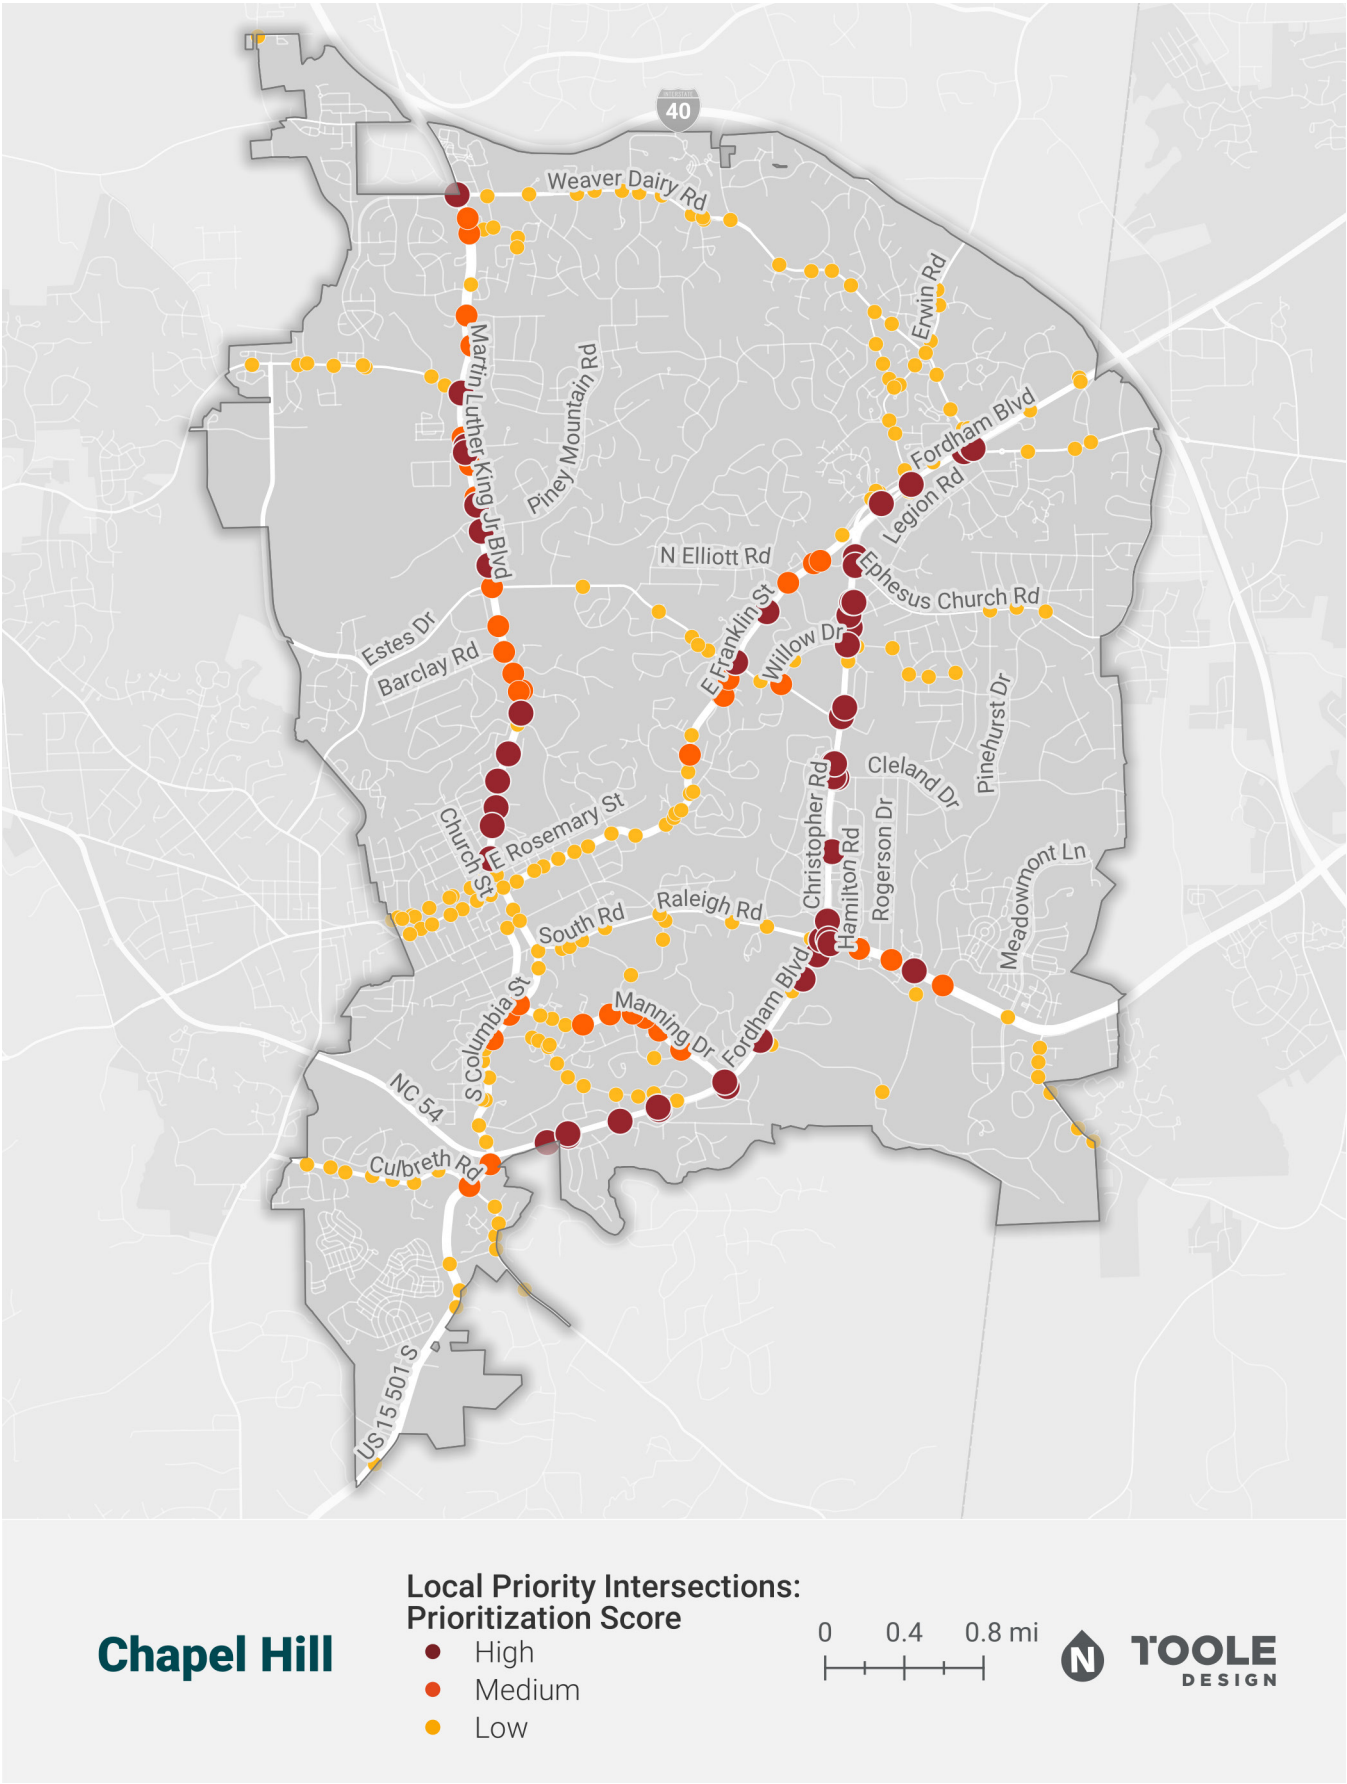 INTERSTATE
40
Weaver Dairy Rd
Erwin Rd
Martin Luther King Jr Blvd
Piney Mountain Rd
Fordham Blvd
Legion Rd
N Elliott Rd
Ephesus Church Rd
E Franklin St
Willow Dr
Estes Dr
Barclay Rd
Pinehurst Dr
Cleland Dr
Christopher Rd
Hamilton Rd
Rogerson Dr
Church St
E Rosemary St
Meadowmont Ln
Raleigh Rd
South Rd
Fordham Blvd
Manning Dr
S Columbia St
NC 54
Culbreth Rd
US 15 501 S
Chapel Hill
Local Priority Intersections:
Prioritization Score
High
Medium
Low
0 0.4 0.8 mi
N
TOOLE
DESIGN